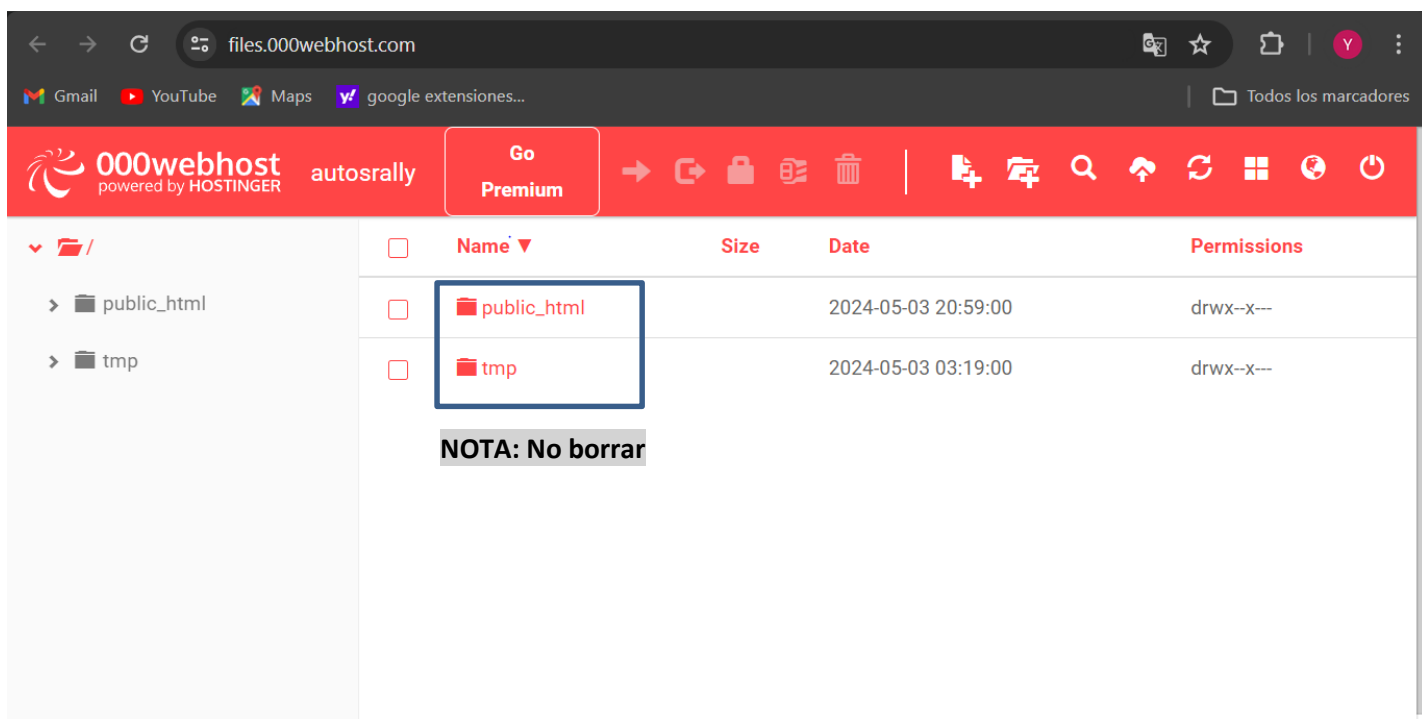 files.000webhost.com
Y
Gmail YouTube Maps google extensiones... Todos los marcadores
000webhost
powered by HOSTINGER
autosrally
Go
Premium
/
public_html
tmp
Name ▼ Size Date Permissions
public_html 2024-05-03 20:59:00 drwx--x---
tmp 2024-05-03 03:19:00 drwx--x---
NOTA: No borrar